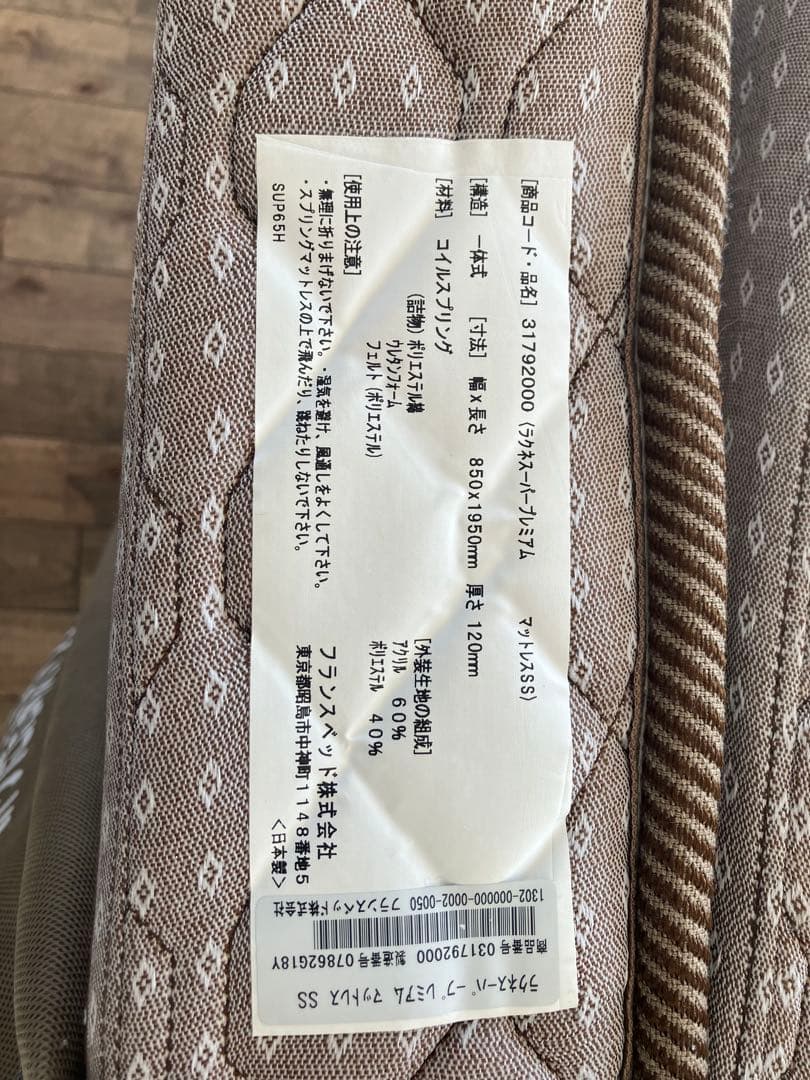 [商品コード・品名] 31792000 (ラクネスーパープレミアム マットレスSS)
[構造] 一体式 [寸法] 幅x長さ 850x1950mm 厚さ 120mm
[材料] コイルスプリング
(詰物) ポリエステル綿
ウレタンフォーム
フェルト (ポリエステル)
[外装生地の組成]
アクリル 60%
ポリエステル 40%
[使用上の注意]
・無理に折りまげないで下さい。・湿気を避け、風通しをよくして下さい。
・スプリングマットレスの上で飛んだり、跳ねたりしないで下さい。
SUP65H
フランスベッド株式会社
東京都昭島市中神町1148番地5
<日本製>
ラクネスーパープレミアム マットレス SS
商品番号 031792000 製造番号 07862G18Y
1302-000000-0002-0050 フランスベッド株式会社